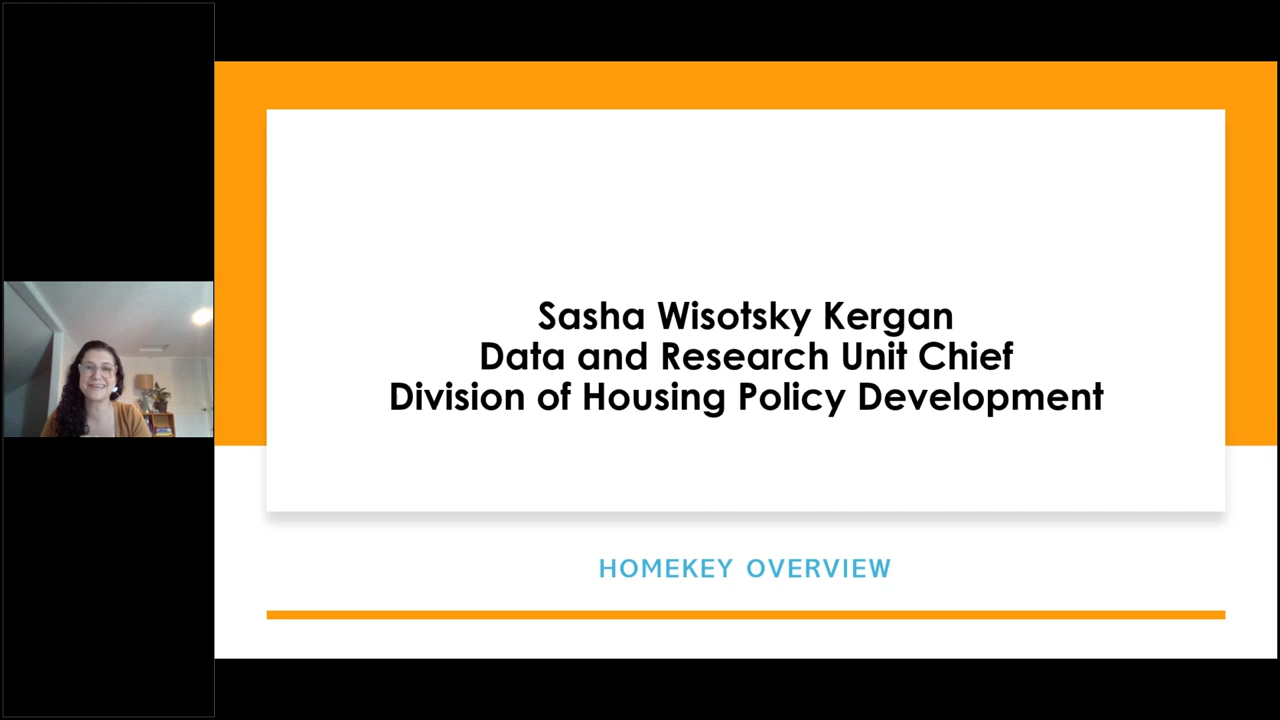 Sasha Wisotsky Kergan
Data and Research Unit Chief
Division of Housing Policy Development
HOMEKEY OVERVIEW